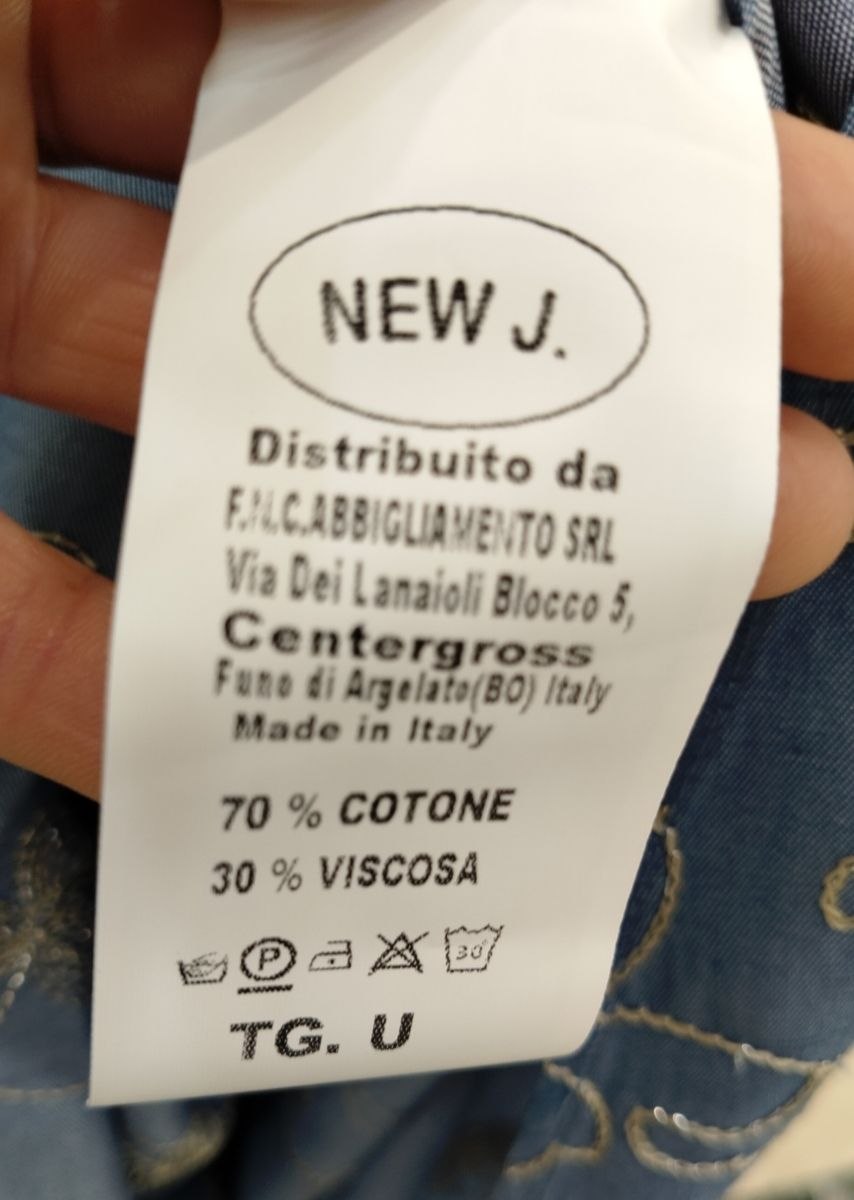 NEW J.
Distribuito da
F.N.C.ABBIGLIAMENTO SRL
Via Dei Lanaioli Blocco 5,
Centergross
Funo di Argelato(BO) Italy
Made in Italy
70 % COTONE
30 % VISCOSA
P 30°
TG. U